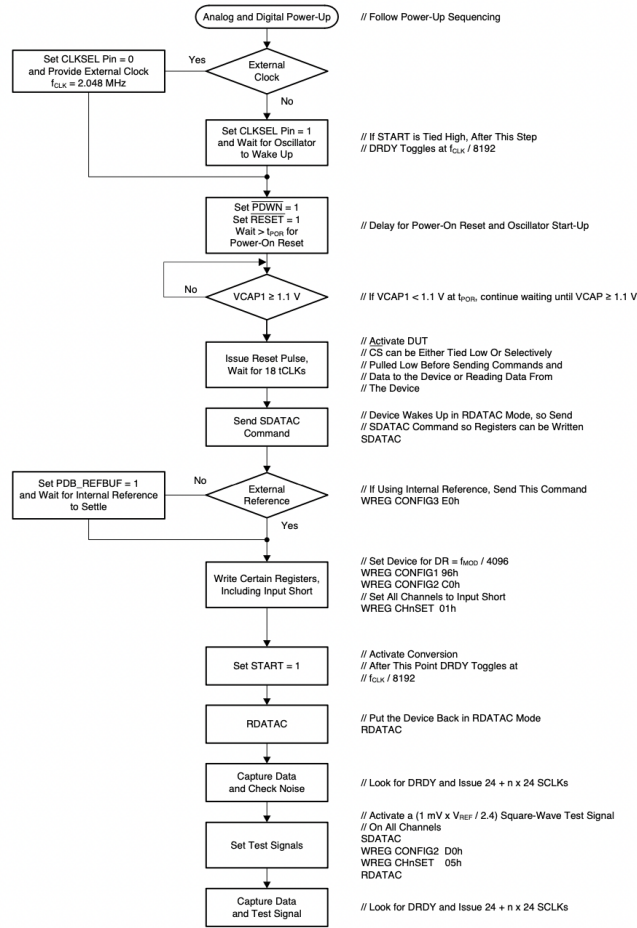 Analog and Digital Power-Up
// Follow Power-Up Sequencing
External
Clock
Yes
No
Set CLKSEL Pin = 0
and Provide External Clock
fCLK = 2.048 MHz
Set CLKSEL Pin = 1
and Wait for Oscillator
to Wake Up
// If START is Tied High, After This Step
// DRDY Toggles at fCLK / 8192
Set PDWN = 1
Set RESET = 1
Wait > tPOR for
Power-On Reset
// Delay for Power-On Reset and Oscillator Start-Up
No
VCAP1 ≥ 1.1 V
// If VCAP1 < 1.1 V at tPOR, continue waiting until VCAP ≥ 1.1 V
Issue Reset Pulse,
Wait for 18 tCLKs
// Activate DUT
// CS can be Either Tied Low Or Selectively
// Pulled Low Before Sending Commands and
// Data to the Device or Reading Data From
// The Device
Send SDATAC
Command
// Device Wakes Up in RDATAC Mode, so Send
// SDATAC Command so Registers can be Written
SDATAC
Set PDB_REFBUF = 1
and Wait for Internal Reference
to Settle
No
External
Reference
Yes
// If Using Internal Reference, Send This Command
WREG CONFIG3 E0h
Write Certain Registers,
Including Input Short
// Set Device for DR = fMOD / 4096
WREG CONFIG1 96h
WREG CONFIG2 C0h
// Set All Channels to Input Short
WREG CHnSET 01h
Set START = 1
// Activate Conversion
// After This Point DRDY Toggles at
// fCLK / 8192
RDATAC
// Put the Device Back in RDATAC Mode
RDATAC
Capture Data
and Check Noise
// Look for DRDY and Issue 24 + n x 24 SCLKs
Set Test Signals
// Activate a (1 mV x VREF / 2.4) Square-Wave Test Signal
// On All Channels
SDATAC
WREG CONFIG2 D0h
WREG CHnSET 05h
RDATAC
Capture Data
and Test Signal
// Look for DRDY and Issue 24 + n x 24 SCLKs